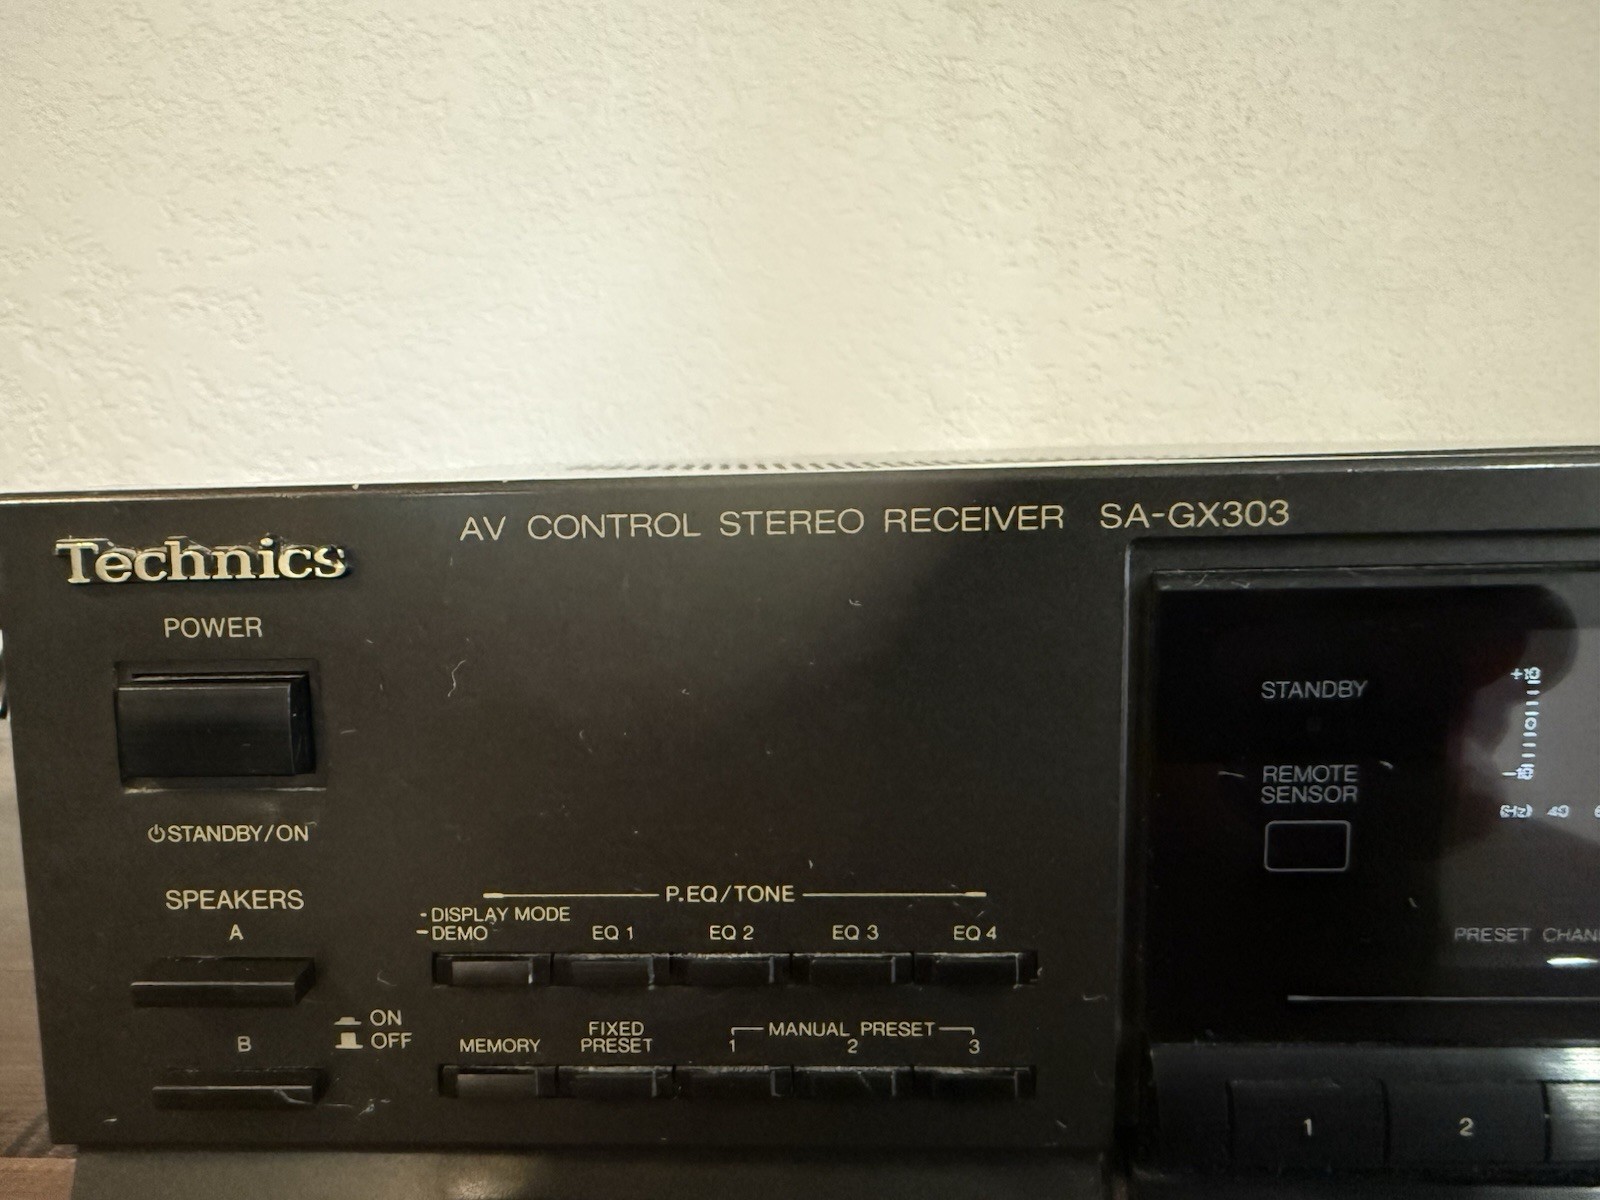 AV CONTROL STEREO RECEIVER SA-GX303
Technics
POWER
STANDBY/ON
SPEAKERS
A
B
ON
OFF
P.EQ/TONE
- DISPLAY MODE
– DEMO
EQ 1 EQ 2 EQ 3 EQ 4
MEMORY
FIXED
PRESET
MANUAL PRESET
1 2 3
STANDBY
REMOTE
SENSOR
+10
0
(Hz) 40
PRESET
1 2